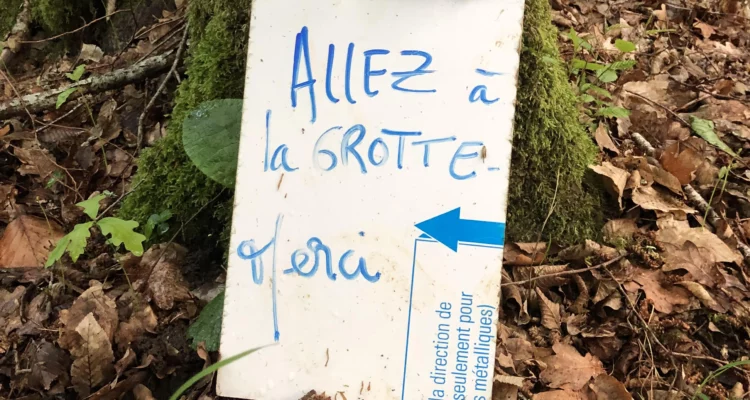 ALLEZ à
la GROTTE-
Merci
la direction de
seulement pour
s métalliques)